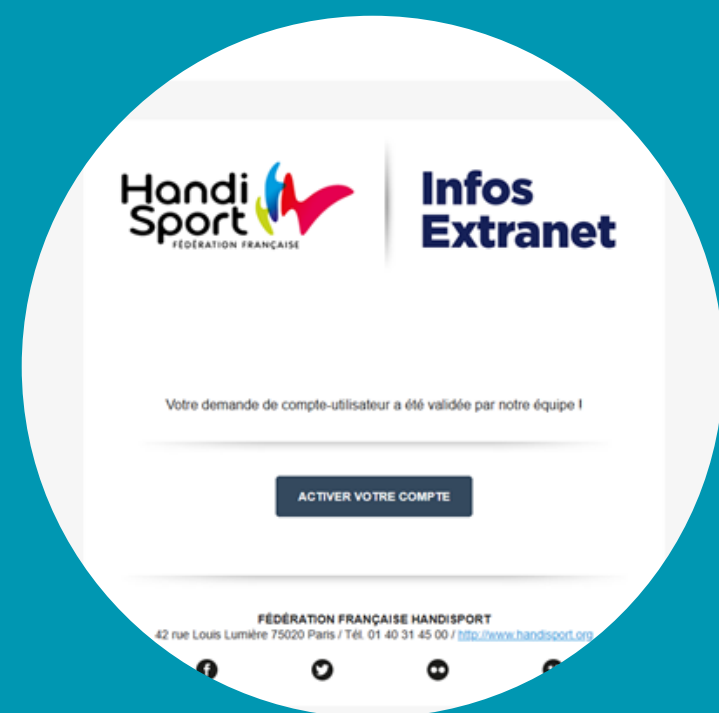 Handi
Sport
FÉDÉRATION FRANÇAISE
Infos
Extranet
Votre demande de compte-utilisateur a été validée par notre équipe !
ACTIVER VOTRE COMPTE
FÉDÉRATION FRANÇAISE HANDISPORT
42 rue Louis Lumière 75020 Paris / Tél. 01 40 31 45 00 / http://www.handisport.org